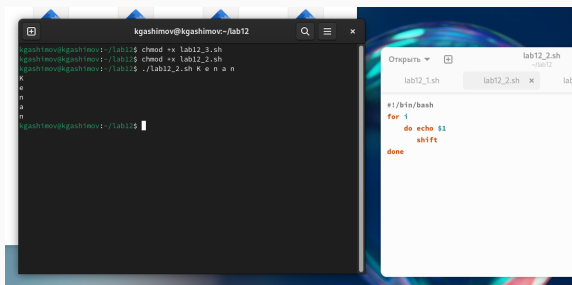 kgashimov@kgashimov:~/lab12
kgashimov@kgashimov:~/lab12$ chmod +x lab12_3.sh
kgashimov@kgashimov:~/lab12$ chmod +x lab12_2.sh
kgashimov@kgashimov:~/lab12$ ./lab12_2.sh K e n a n
K
e
n
a
n
kgashimov@kgashimov:~/lab12$
Открыть
lab12_2.sh
~/lab12
lab12_1.sh
lab12_2.sh
lab
#!/bin/bash
for i
do echo $1
shift
done